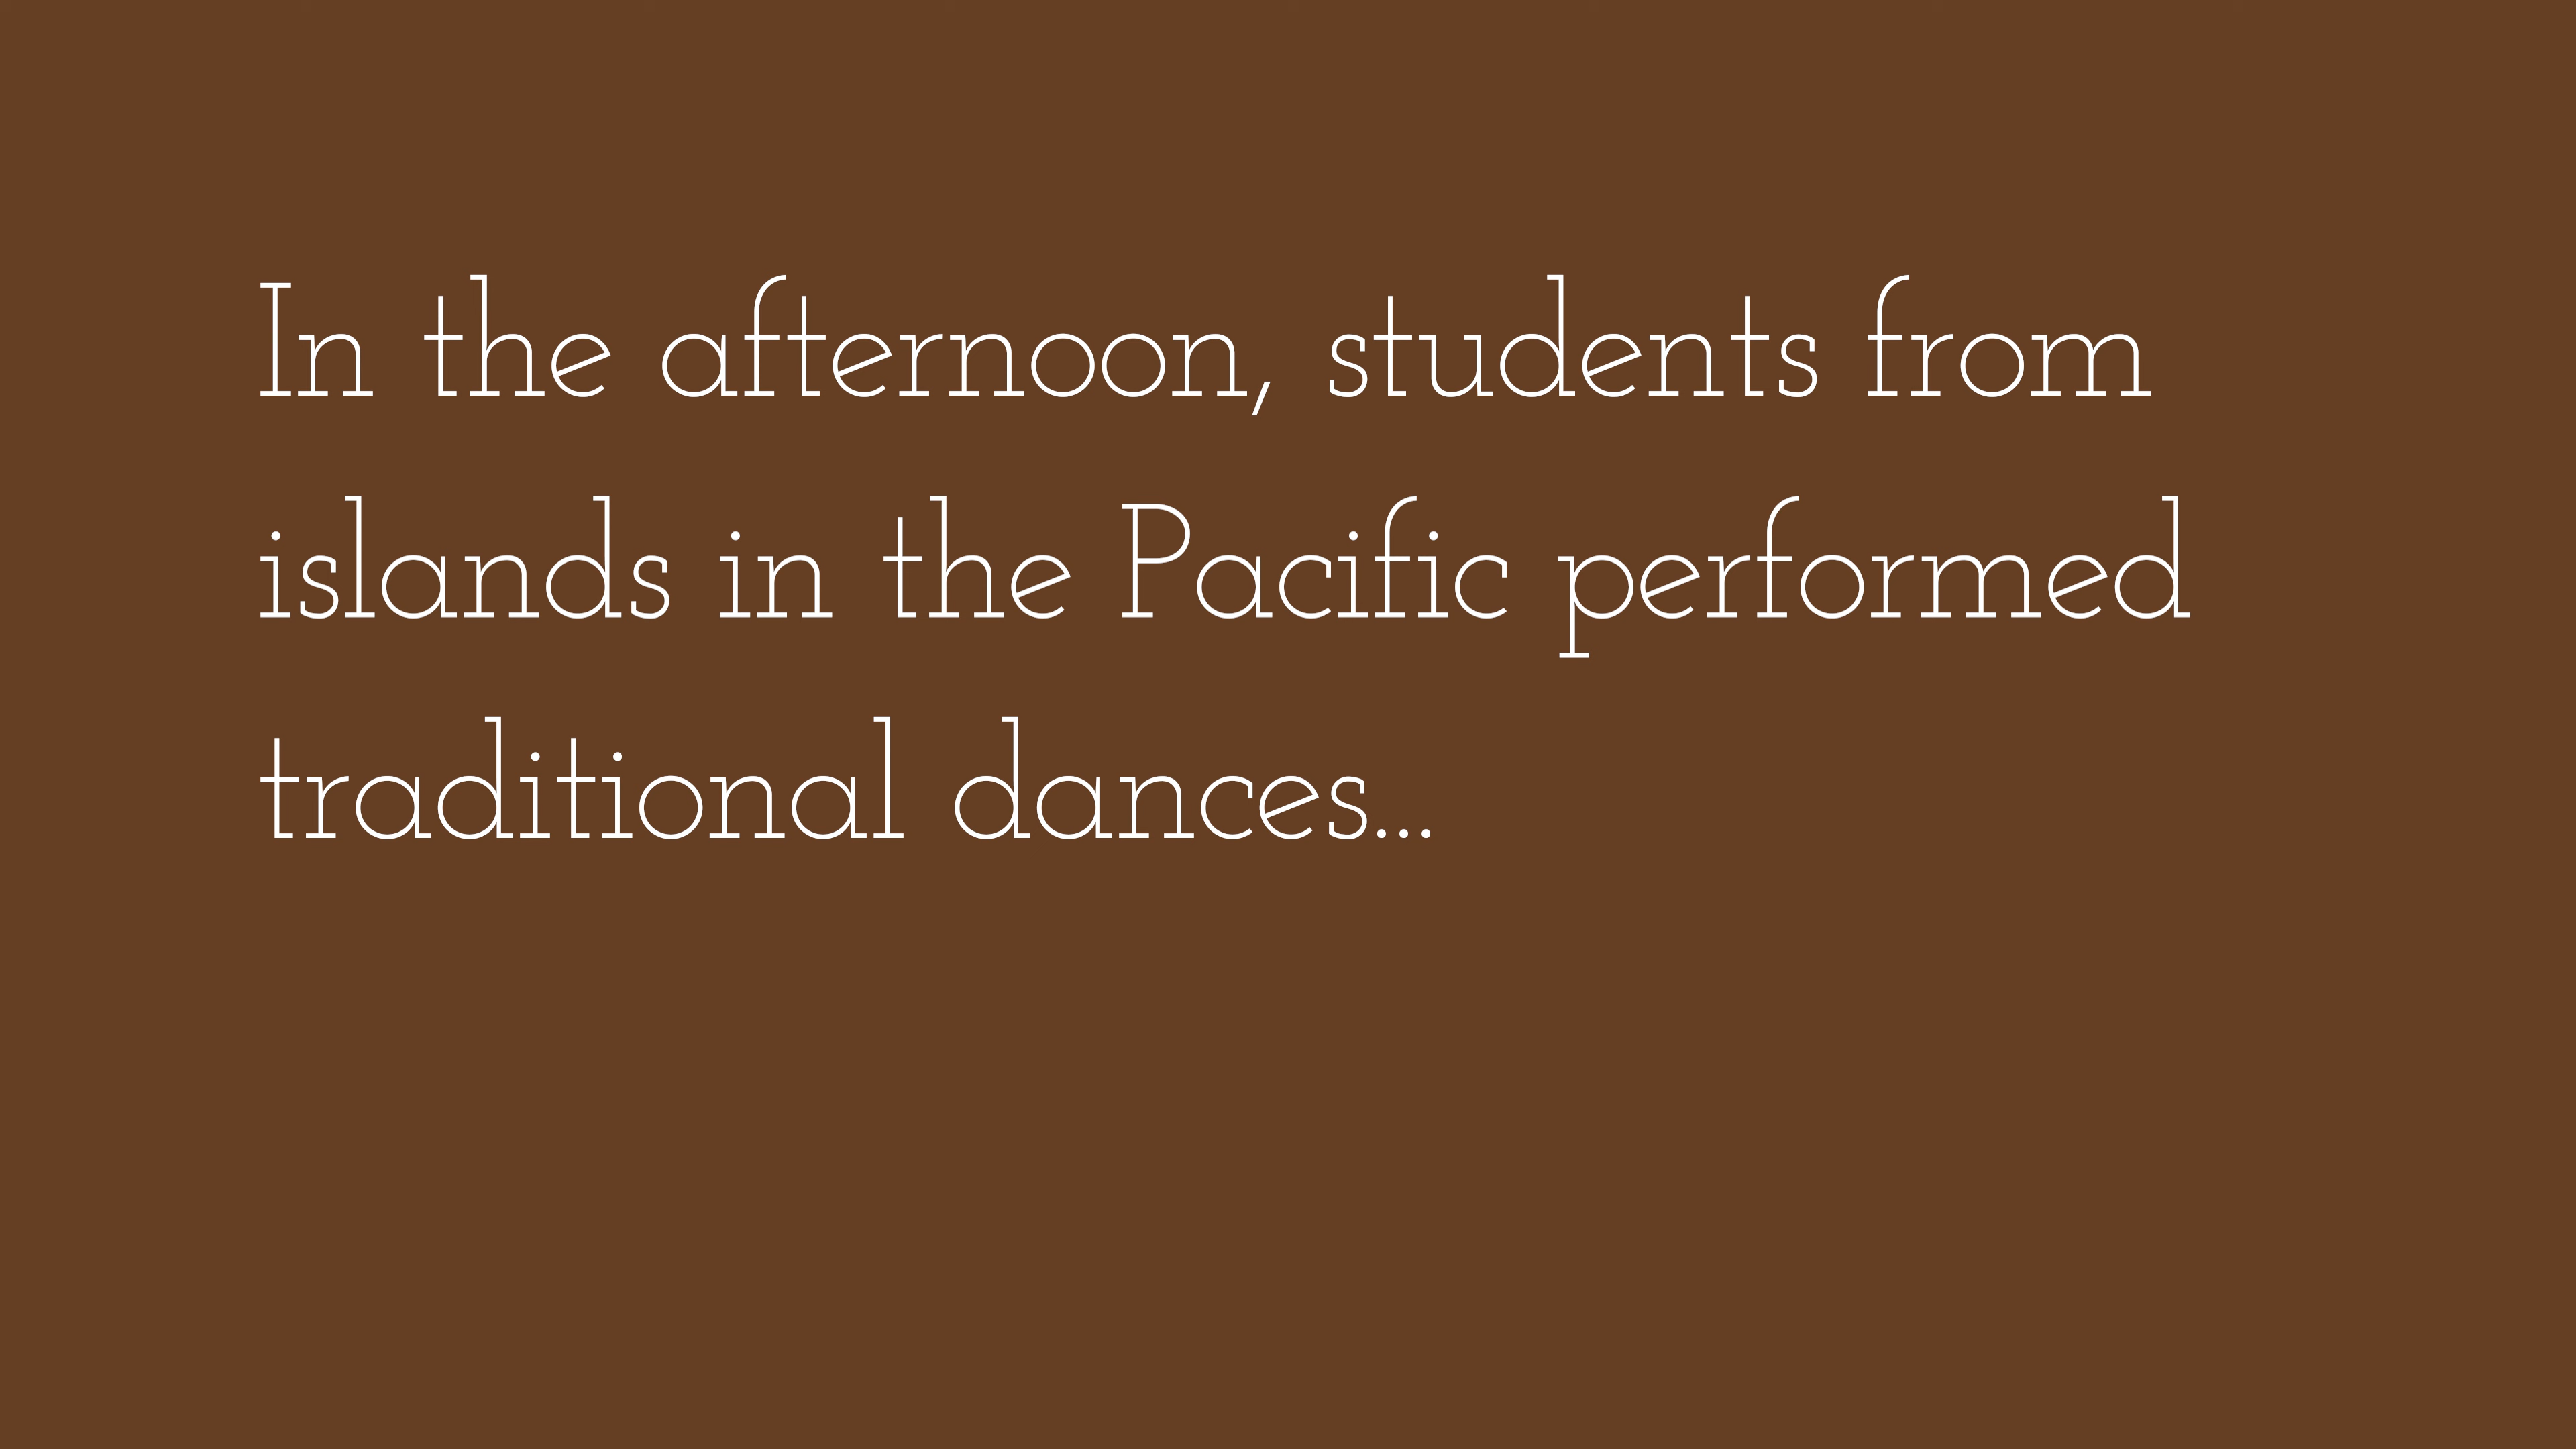 In the afternoon, students from
islands in the Pacific performed
traditional dances...